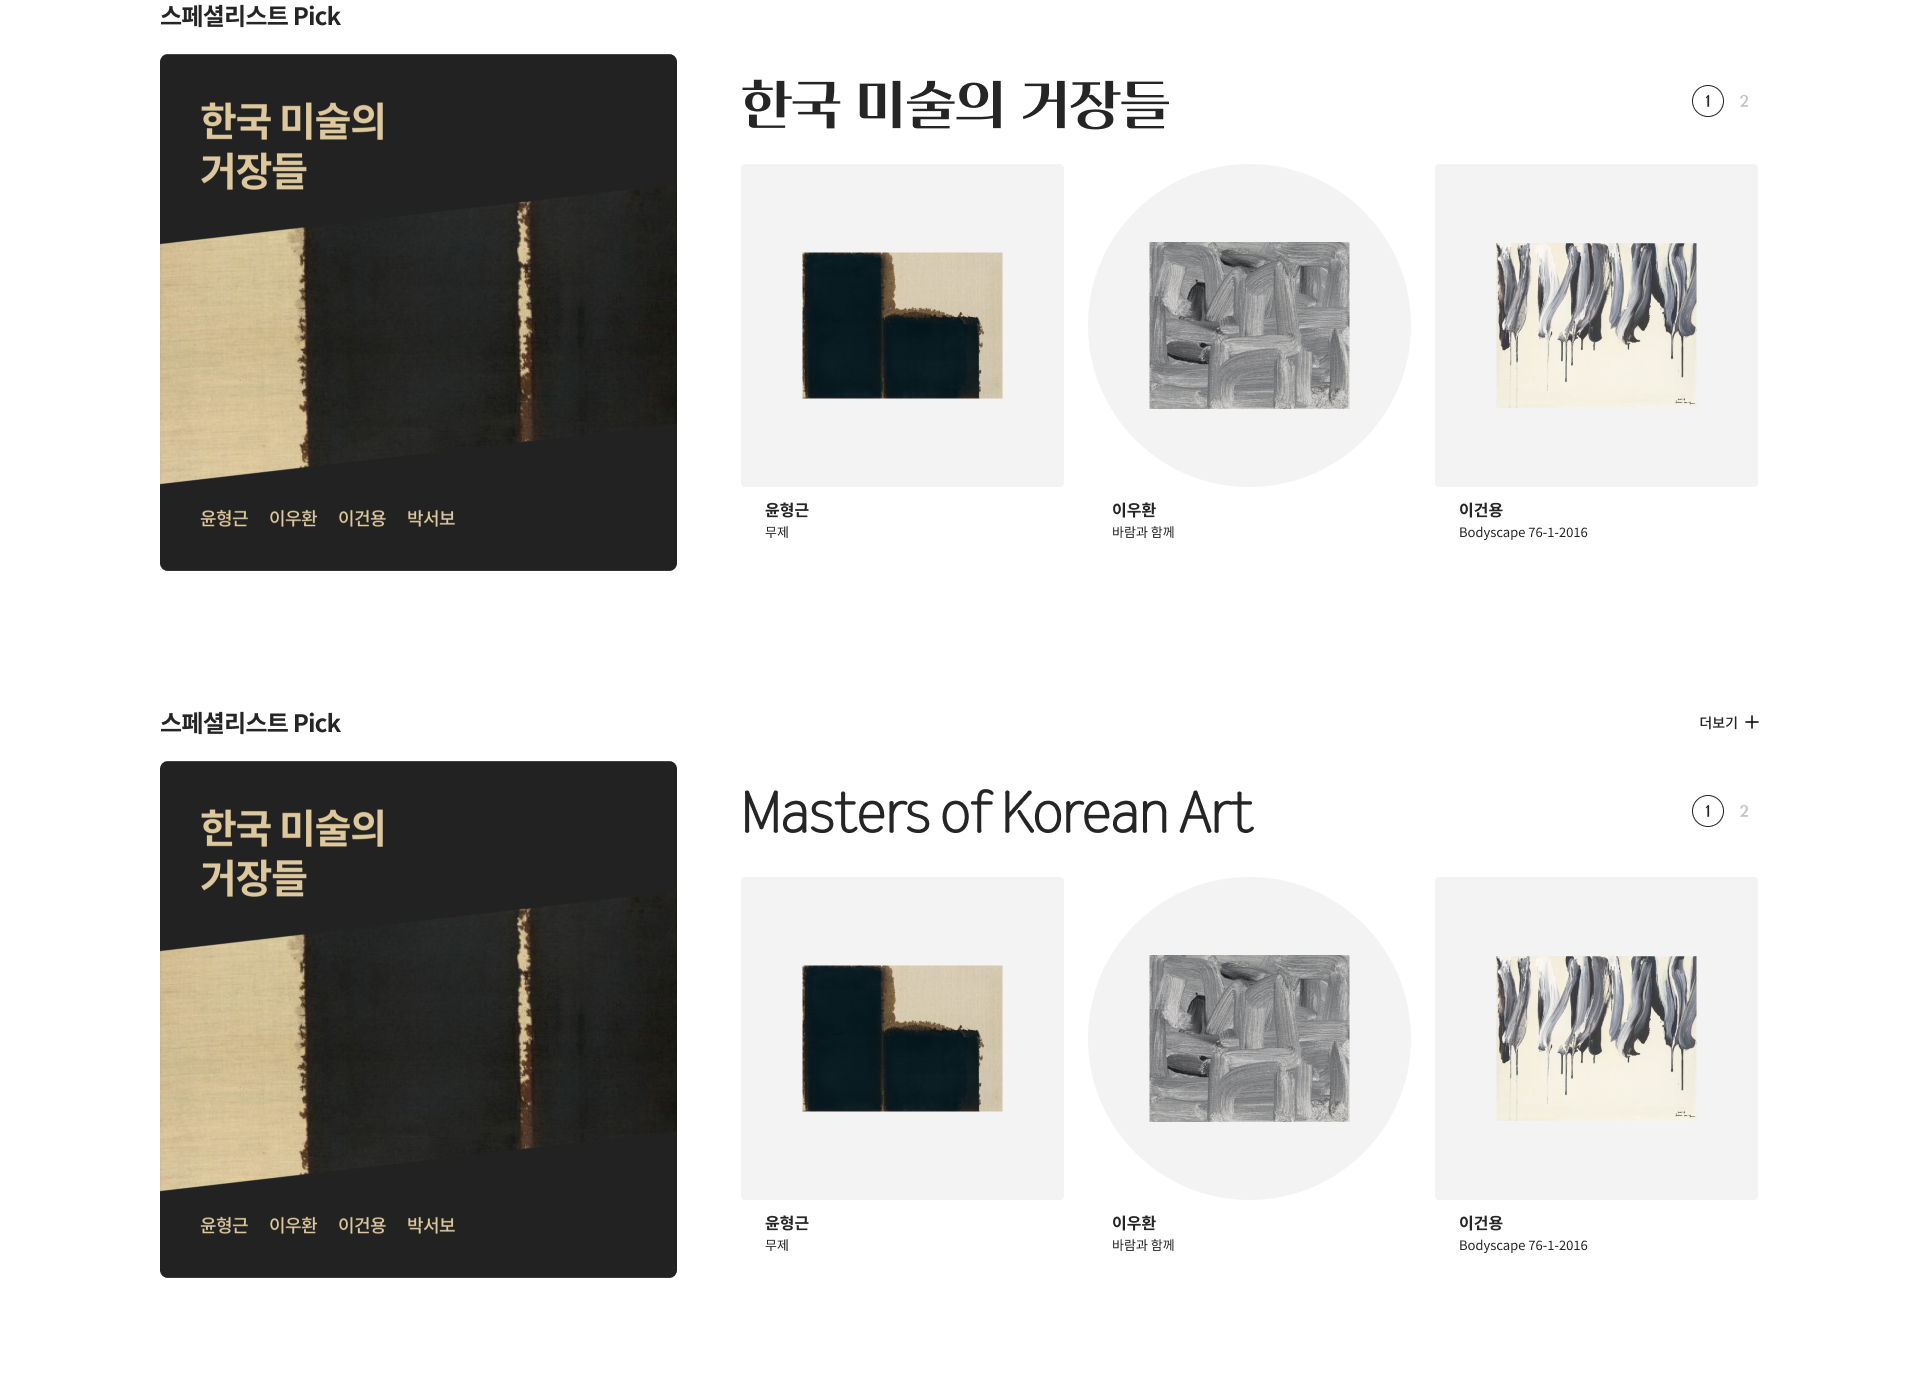 스페셜리스트 Pick
한국 미술의
거장들
윤형근 이우환 이건용 박서보
한국 미술의 거장들
1 2
윤형근
무제
이우환
바람과 함께
이건용
Bodyscape 76-1-2016
스페셜리스트 Pick
더보기 +
한국 미술의
거장들
윤형근 이우환 이건용 박서보
Masters of Korean Art
1 2
윤형근
무제
이우환
바람과 함께
이건용
Bodyscape 76-1-2016